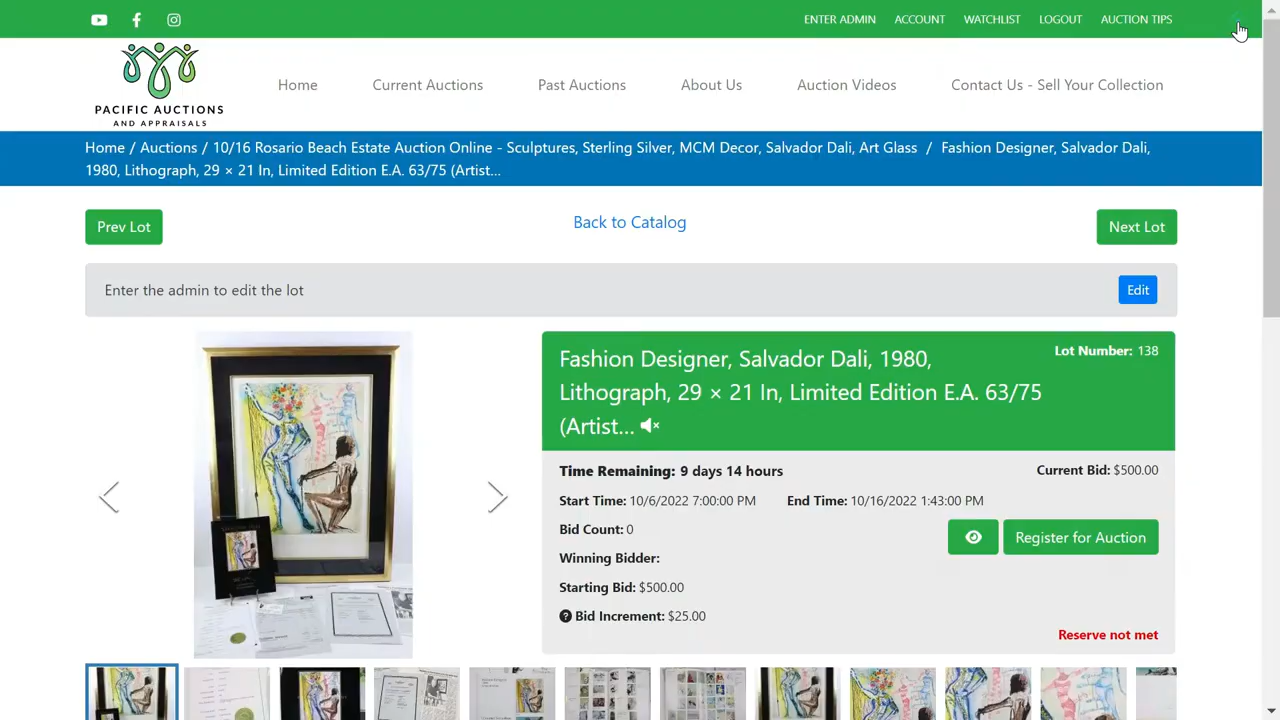 ENTER ADMIN ACCOUNT WATCHLIST LOGOUT AUCTION TIPS
PACIFIC AUCTIONS
AND APPRAISALS
Home Current Auctions Past Auctions About Us Auction Videos Contact Us - Sell Your Collection
Home / Auctions / 10/16 Rosario Beach Estate Auction Online - Sculptures, Sterling Silver, MCM Decor, Salvador Dali, Art Glass / Fashion Designer, Salvador Dali,
1980, Lithograph, 29 × 21 In, Limited Edition E.A. 63/75 (Artist...
Prev Lot Back to Catalog Next Lot
Enter the admin to edit the lot Edit
Fashion Designer, Salvador Dali, 1980, Lot Number: 138
Lithograph, 29 × 21 In, Limited Edition E.A. 63/75
(Artist...
Time Remaining: 9 days 14 hours Current Bid: $500.00
Start Time: 10/6/2022 7:00:00 PM End Time: 10/16/2022 1:43:00 PM
Bid Count: 0
Register for Auction
Winning Bidder:
Starting Bid: $500.00
Bid Increment: $25.00
Reserve not met